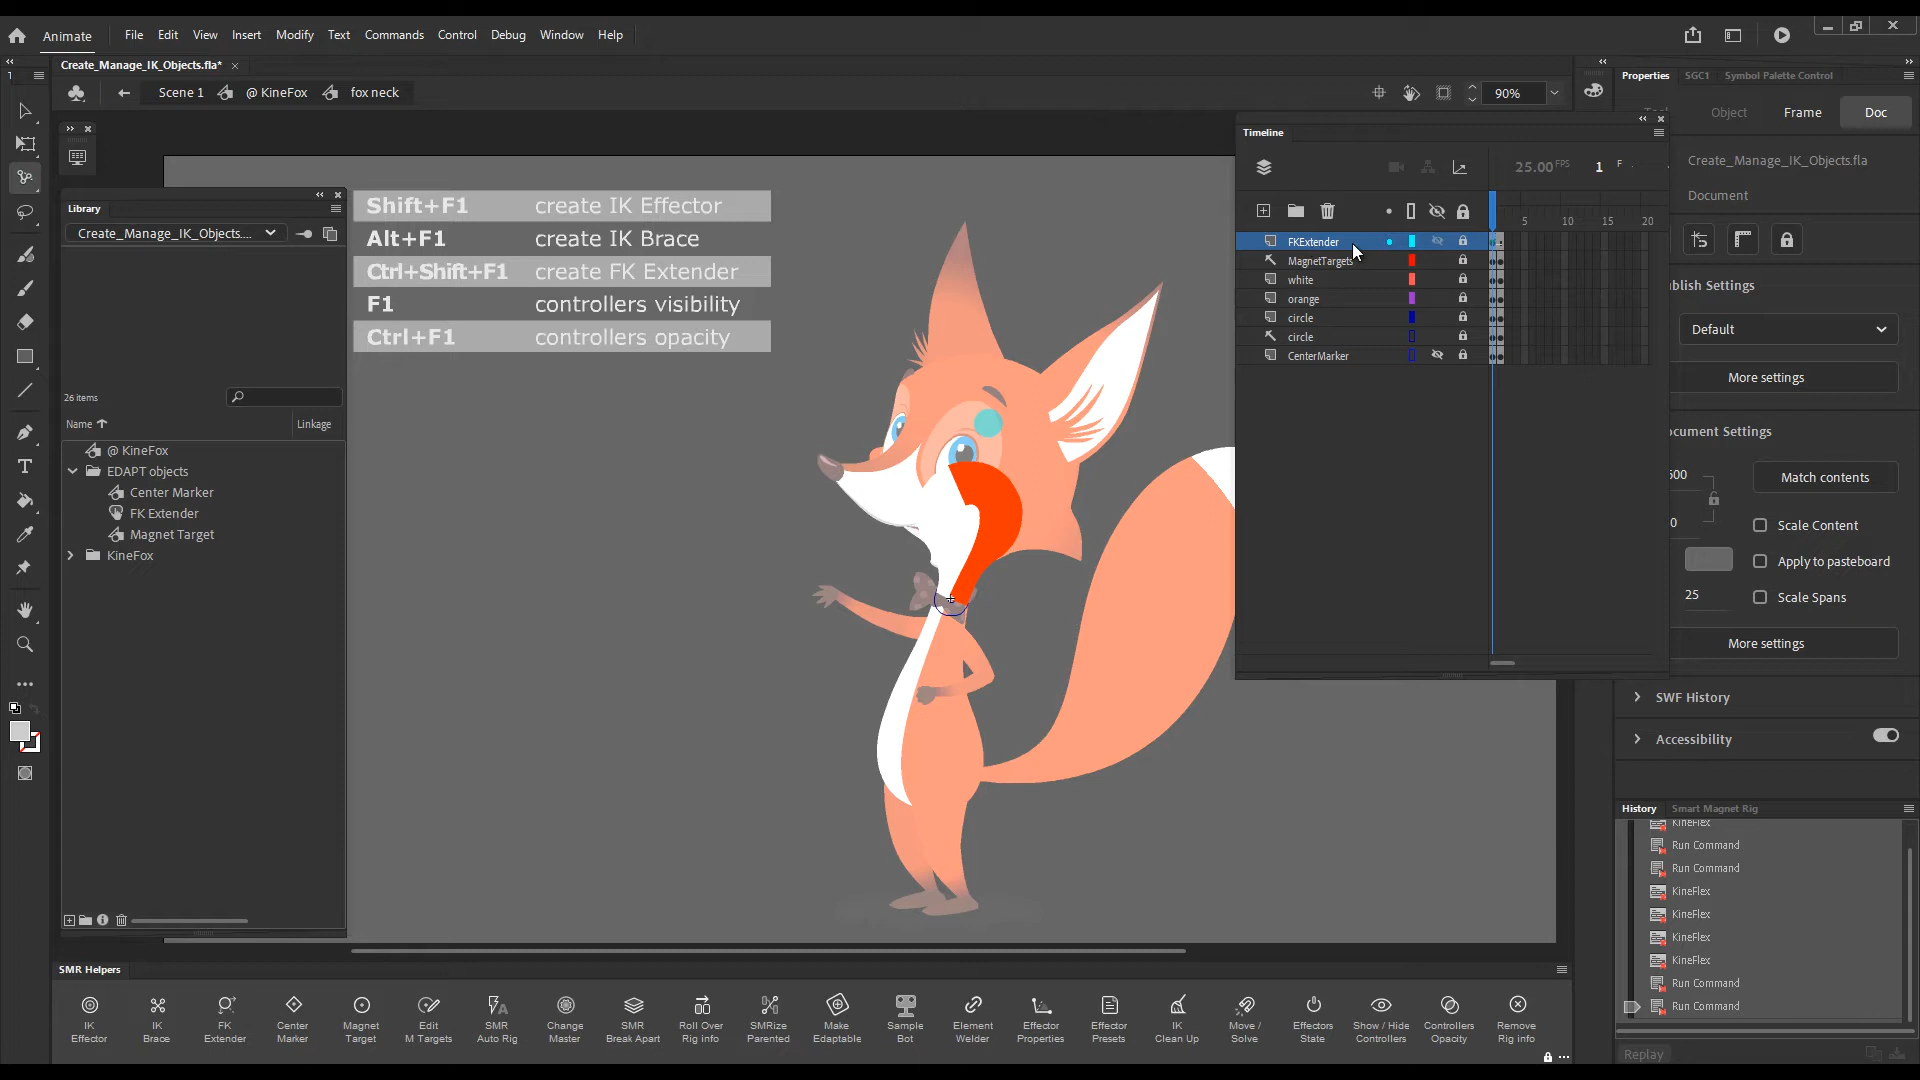 Animate File Edit View Insert Modify Text Commands Control Debug Window Help
Create_Manage_IK_Objects.fla* ×
Scene 1 @ KineFox fox neck 90%
Library
Create_Manage_IK_Objects....
26 items
Name Linkage
@ KineFox
EDAPT objects
Center Marker
FK Extender
Magnet Target
KineFox
Shift+F1 create IK Effector
Alt+F1 create IK Brace
Ctrl+Shift+F1 create FK Extender
F1 controllers visibility
Ctrl+F1 controllers opacity
Timeline
25.00 FPS 1 F
5 10 15 20
FKExtender
MagnetTargets
white
orange
circle
circle
CenterMarker
Properties SGC1 Symbol Palette Control
Object Frame Doc
Create_Manage_IK_Objects.fla
Document
ublish Settings
Default
More settings
ocument Settings
Match contents
Scale Content
Apply to pasteboard
25 Scale Spans
More settings
SWF History
Accessibility
History Smart Magnet Rig
KineFlex
Run Command
Run Command
KineFlex
KineFlex
KineFlex
KineFlex
Run Command
Run Command
Replay
SMR Helpers
IK Effector
IK Brace
FK Extender
Center Marker
Magnet Target
Edit M Targets
SMR Auto Rig
Change Master
SMR Break Apart
Roll Over Rig info
SMRize Parented
Make Adaptable
Sample Bot
Element Welder
Effector Properties
Effector Presets
IK Clean Up
Move / Solve
Effectors State
Show / Hide Controllers
Controllers Opacity
Remove Rig info